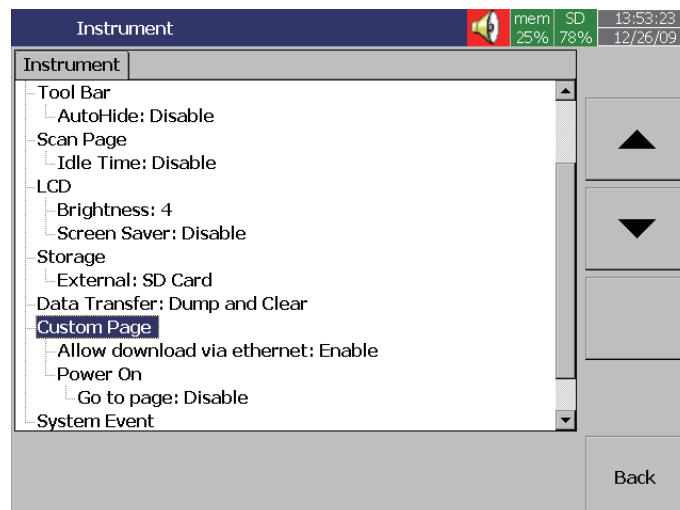 Instrument
mem SD 13:53:23
25% 78% 12/26/09
Instrument
Tool Bar
AutoHide: Disable
Scan Page
Idle Time: Disable
LCD
Brightness: 4
Screen Saver: Disable
Storage
External: SD Card
Data Transfer: Dump and Clear
Custom Page
Allow download via ethernet: Enable
Power On
Go to page: Disable
System Event
Back